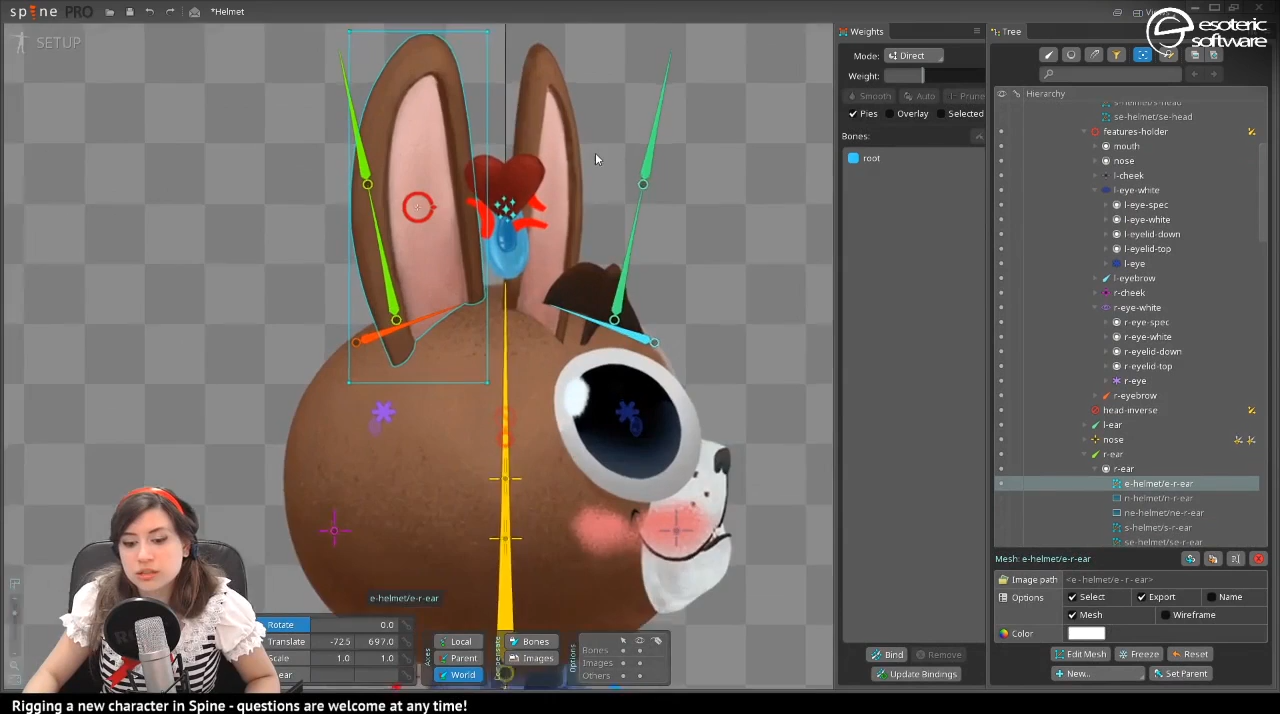 spine PRO
*Helmet
Views
esoteric
software
SETUP
Weights
Tree
Mode:
Direct
Weight:
Smooth
Auto
Prune
Pies
Overlay
Selected
Bones:
root
Hierarchy
s-helmet/s-head
se-helmet/se-head
features-holder
mouth
nose
l-cheek
l-eye-white
l-eye-spec
l-eye-white
l-eyelid-down
l-eyelid-top
l-eye
l-eyebrow
r-cheek
r-eye-white
r-eye-spec
r-eye-white
r-eyelid-down
r-eyelid-top
r-eye
r-eyebrow
head-inverse
l-ear
nose
r-ear
r-ear
e-helmet/e-r-ear
n-helmet/n-r-ear
ne-helmet/ne-r-ear
s-helmet/s-r-ear
se-helmet/se-r-ear
Mesh: e-helmet/e-r-ear
Image path
<e-helmet/e-r-ear>
Options
Select
Export
Name
Mesh
Wireframe
Color
Bind
Remove
Update Bindings
Edit Mesh
Freeze
Reset
New...
Set Parent
e-helmet/e-r-ear
Rotate
0.0
Translate
-72.5
697.0
Scale
1.0
1.0
Axes
Local
Parent
World
Compensate
Bones
Images
Options
Bones
Images
Others
Rigging a new character in Spine - questions are welcome at any time!